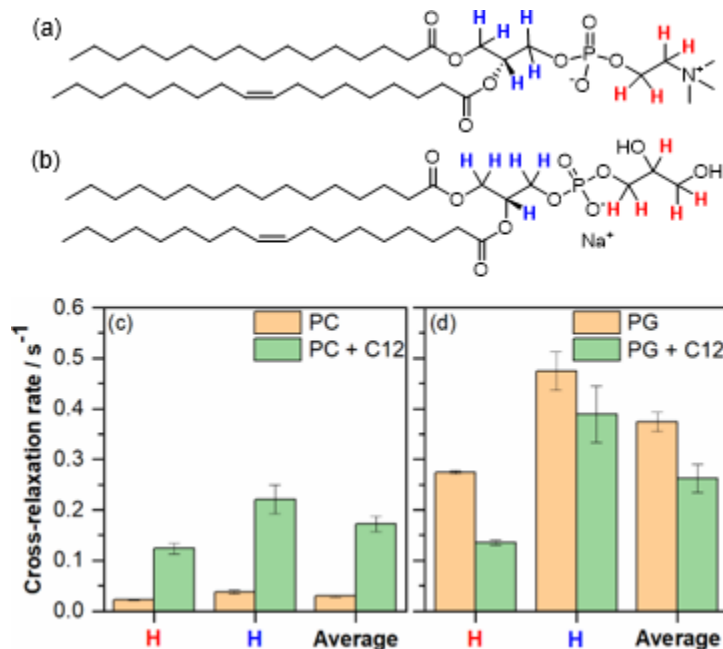 (a)
H H H
H H
O O O P O H
O O O⁻ N⁺
O H H
(b)
H H H H HO H
O O O P O OH
O O O⁻ H H H
H
O Na⁺
0.6 (c) PC (d) PG
PC + C12 PG + C12
0.5
0.4
0.3
0.2
0.1
0.0
Cross-relaxation rate / s⁻¹
H H Average H H Average